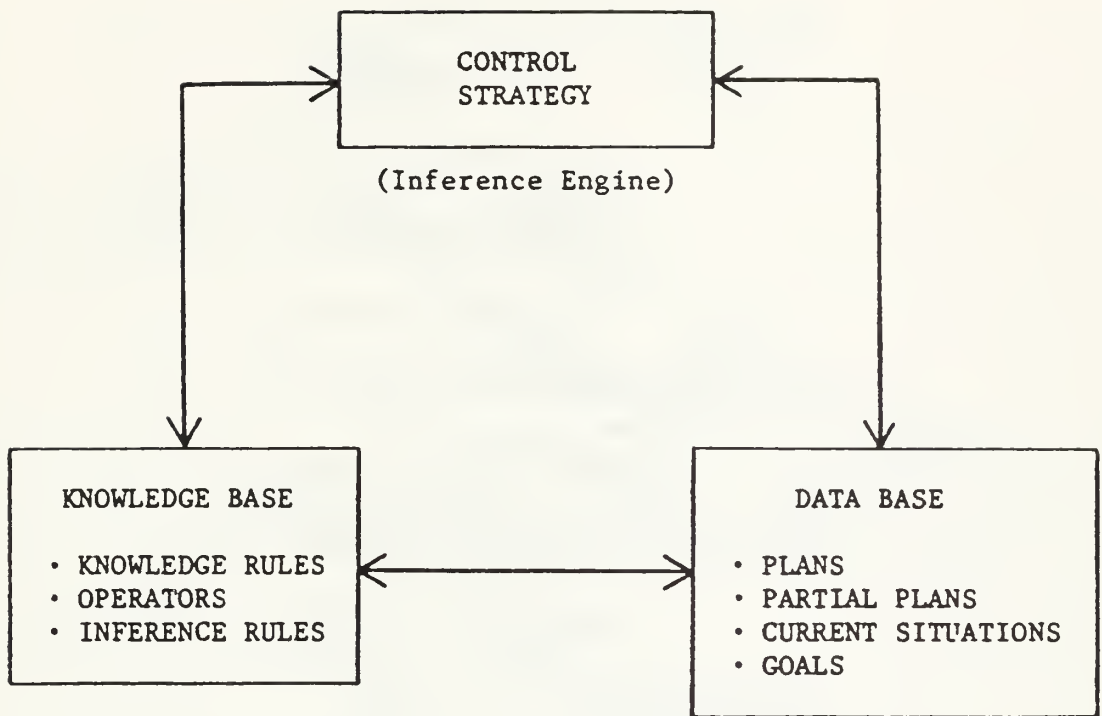 CONTROL
STRATEGY
(Inference Engine)
KNOWLEDGE BASE
· KNOWLEDGE RULES
· OPERATORS
· INFERENCE RULES
DATA BASE
· PLANS
· PARTIAL PLANS
· CURRENT SITUATIONS
· GOALS